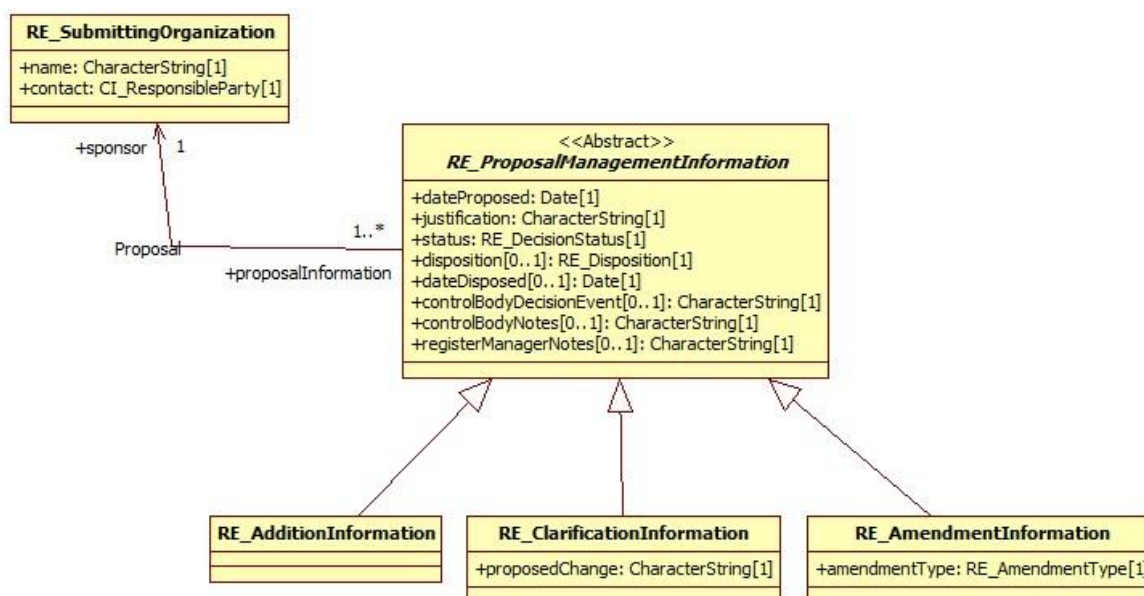 RE_SubmittingOrganization
+name: CharacterString[1]
+contact: CI_ResponsibleParty[1]
+sponsor 1
Proposal
1..*
+proposalInformation
<<Abstract>>
RE_ProposalManagementInformation
+dateProposed: Date[1]
+justification: CharacterString[1]
+status: RE_DecisionStatus[1]
+disposition[0..1]: RE_Disposition[1]
+dateDisposed[0..1]: Date[1]
+controlBodyDecisionEvent[0..1]: CharacterString[1]
+controlBodyNotes[0..1]: CharacterString[1]
+registerManagerNotes[0..1]: CharacterString[1]
RE_AdditionInformation
RE_ClarificationInformation
+proposedChange: CharacterString[1]
RE_AmendmentInformation
+amendmentType: RE_AmendmentType[1]